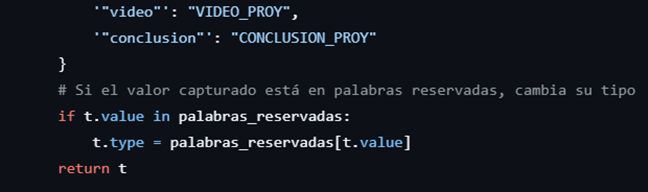 '"video"': "VIDEO_PROY",
'"conclusion"': "CONCLUSION_PROY"
}
# Si el valor capturado está en palabras reservadas, cambia su tipo
if t.value in palabras_reservadas:
t.type = palabras_reservadas[t.value]
return t